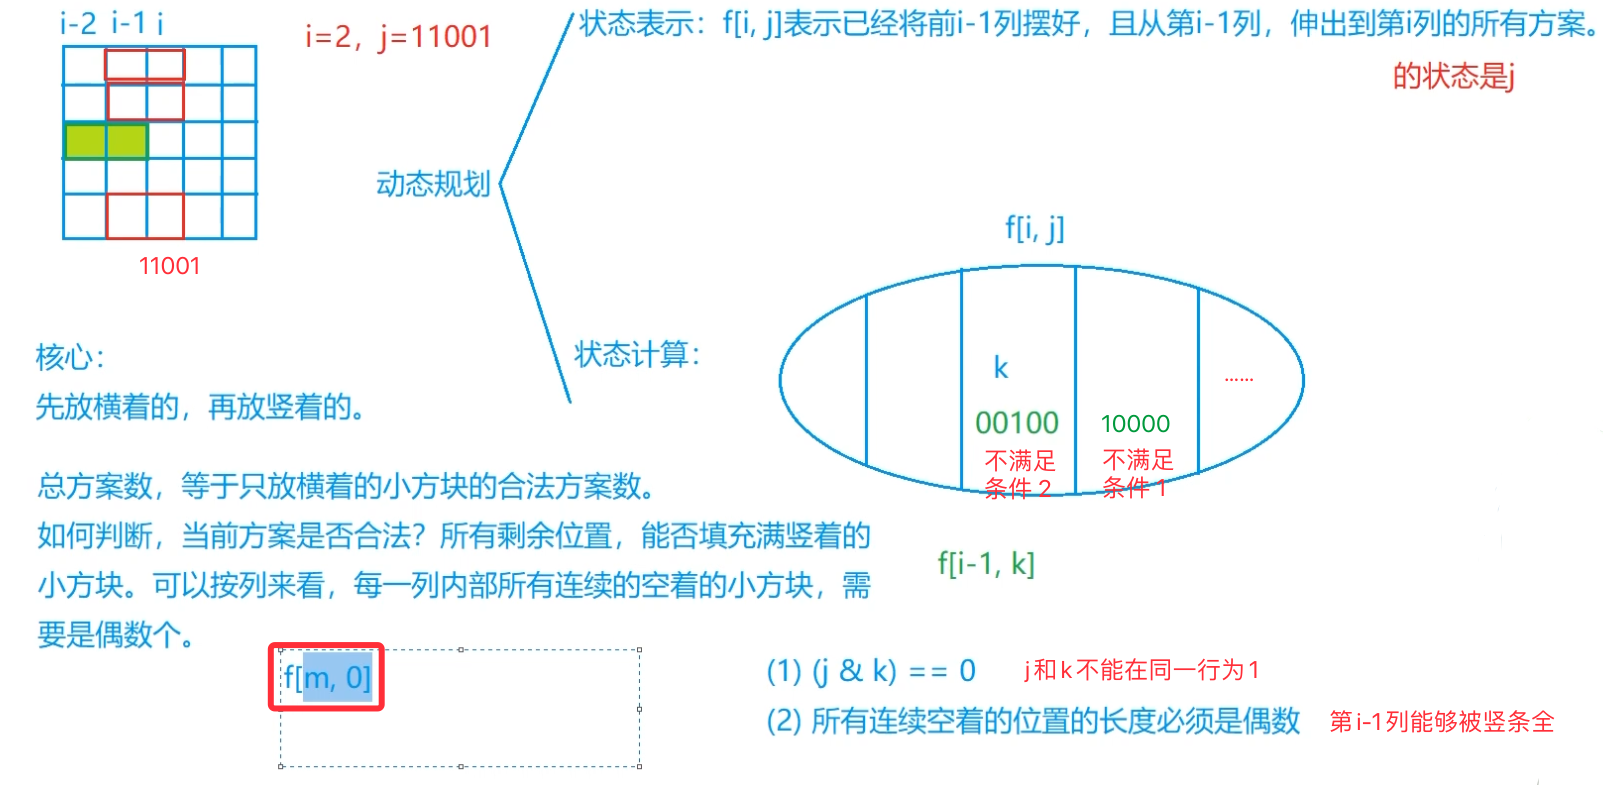 i-2 i-1 i
i=2，j=11001
状态表示：f[i, j]表示已经将前i-1列摆好，且从第i-1列，伸出到第i列的所有方案。
的状态是j
11001
动态规划
f[i, j]
核心：
先放横着的，再放竖着的。
状态计算：
k
00100
不满足
条件 2
10000
不满足
条件 1
......
总方案数，等于只放横着的小方块的合法方案数。
如何判断，当前方案是否合法？所有剩余位置，能否填充满竖着的
小方块。可以按列来看，每一列内部所有连续的空着的小方块，需
要是偶数个。
f[i-1, k]
f[m, 0]
(1) (j & k) == 0 j和k不能在同一行为1
(2) 所有连续空着的位置的长度必须是偶数 第i-1列能够被竖条全